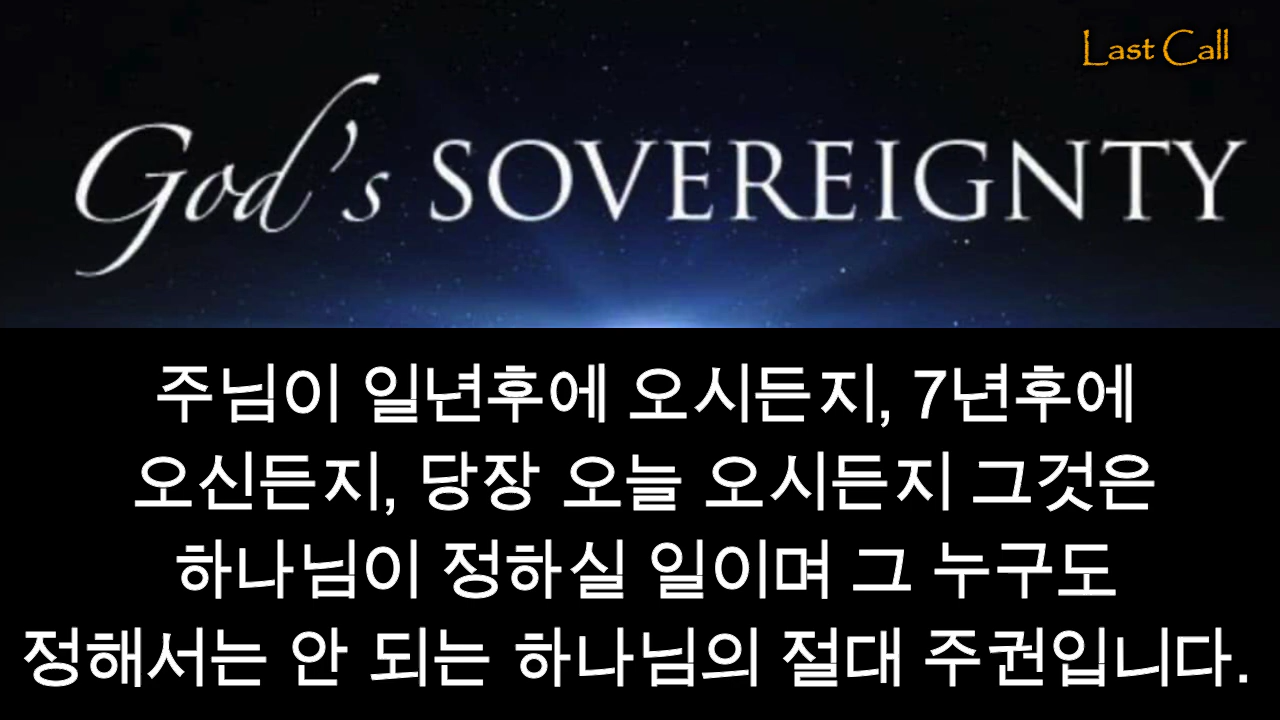 Last Call
God's SOVEREIGNTY
주님이 일년후에 오시든지, 7년후에
오신든지, 당장 오늘 오시든지 그것은
하나님이 정하실 일이며 그 누구도
정해서는 안 되는 하나님의 절대 주권입니다.